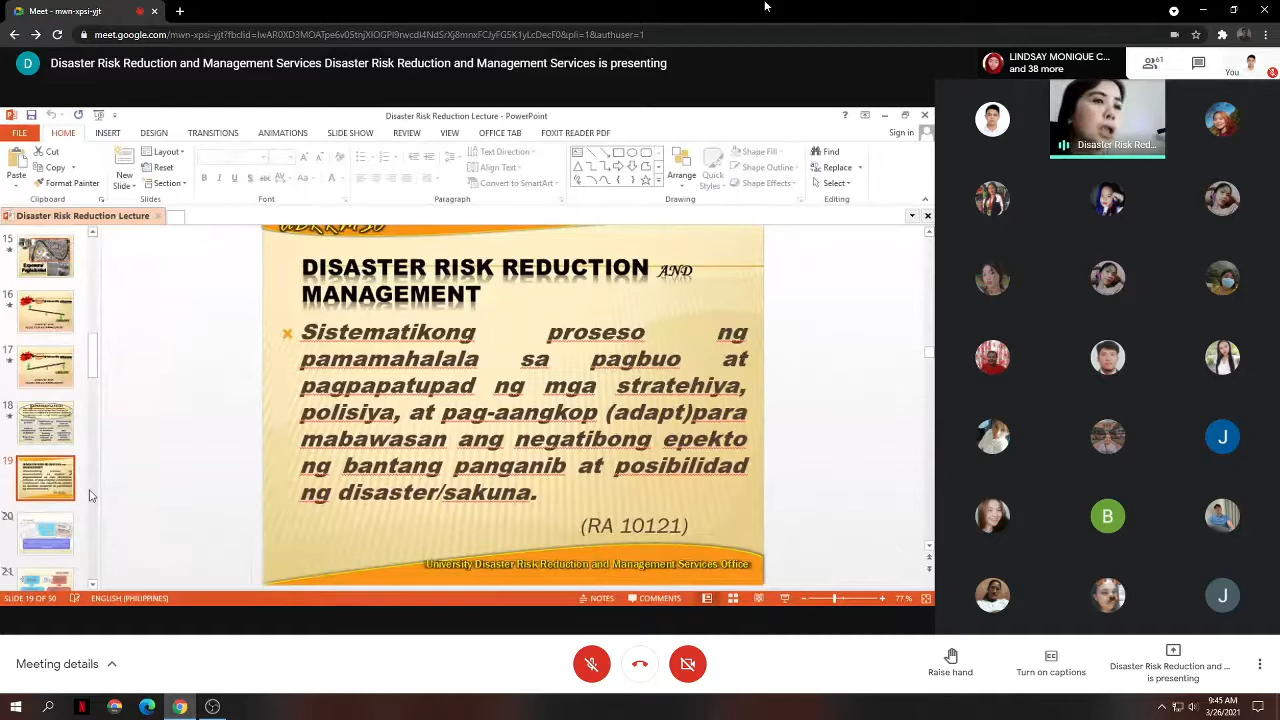 Meet - mwn-xpsi-yjt
meet.google.com/mwn-xpsi-yjt?fbclid=IwAR0XD3MOATpe6v05tnjXIOGPI9rwcdI4NdSrXj8mnxFCJyFG5K1yLcDecF0&pli=1&authuser=1
D
Disaster Risk Reduction and Management Services Disaster Risk Reduction and Management Services is presenting
LINDSAY MONIQUE C...
and 38 more
61
You
Disaster Risk Reduction Lecture - PowerPoint
FILE HOME INSERT DESIGN TRANSITIONS ANIMATIONS SLIDE SHOW REVIEW VIEW OFFICE TAB FOXIT READER PDF
Sign in
Paste
Cut
Copy
Format Painter
Clipboard
New Slide
Layout
Reset
Section
Slides
Font
Text Direction
Align Text
Convert to SmartArt
Paragraph
Arrange
Quick Styles
Shape Fill
Shape Outline
Shape Effects
Drawing
Find
Replace
Select
Editing
Disaster Risk Reduction Lecture
15
16
17
18
19
20
21
DISASTER RISK REDUCTION AND
MANAGEMENT
Sistematikong proseso ng
pamamahalala sa pagbuo at
pagpapatupad ng mga stratehiya,
polisiya, at pag-aangkop (adapt)para
mabawasan ang negatibong epekto
ng bantang panganib at posibilidad
ng disaster/sakuna.
(RA 10121)
University Disaster Risk Reduction and Management Services Office
SLIDE 19 OF 50 ENGLISH (PHILIPPINES) NOTES COMMENTS 77 %
Disaster Risk Red...
J
B
J
Meeting details
Raise hand
Turn on captions
Disaster Risk Reduction and ...
is presenting
9:45 AM
3/26/2021